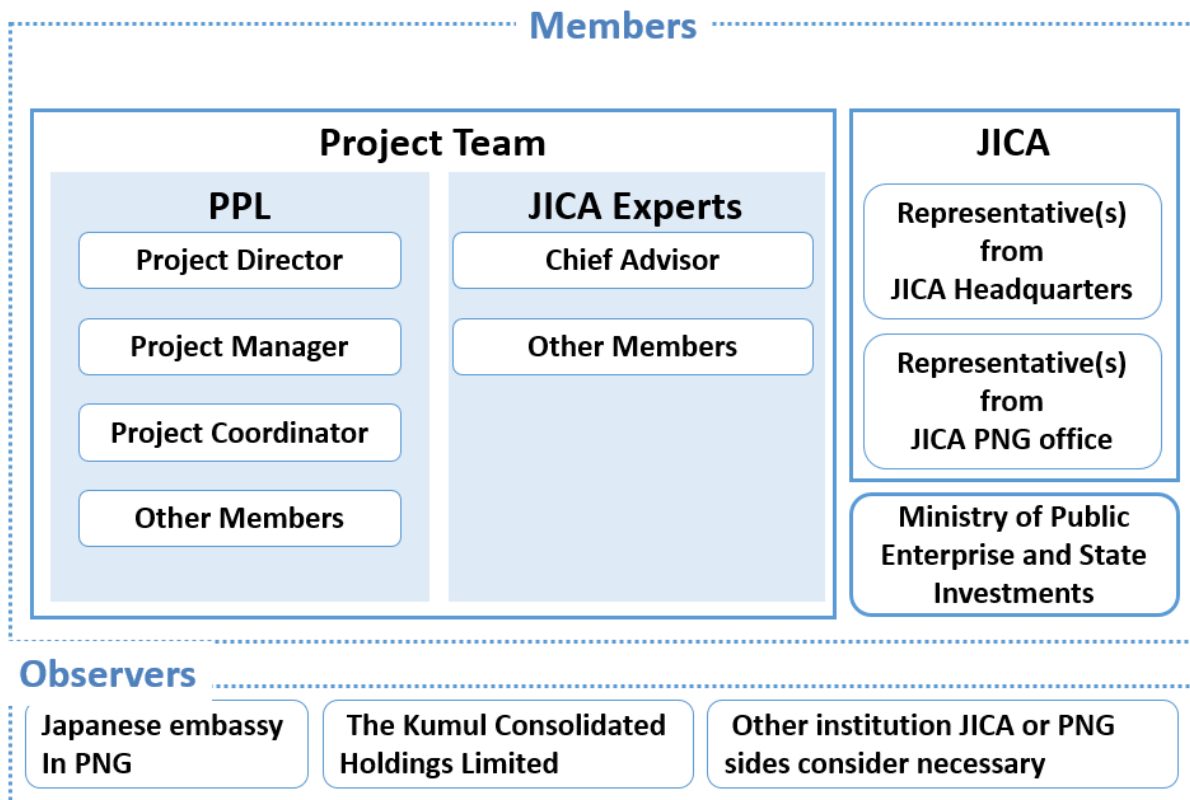 Members
Project Team
PPL
Project Director
Project Manager
Project Coordinator
Other Members
JICA Experts
Chief Advisor
Other Members
JICA
Representative(s)
from
JICA Headquarters
Representative(s)
from
JICA PNG office
Ministry of Public
Enterprise and State
Investments
Observers
Japanese embassy
In PNG
The Kumul Consolidated
Holdings Limited
Other institution JICA or PNG
sides consider necessary